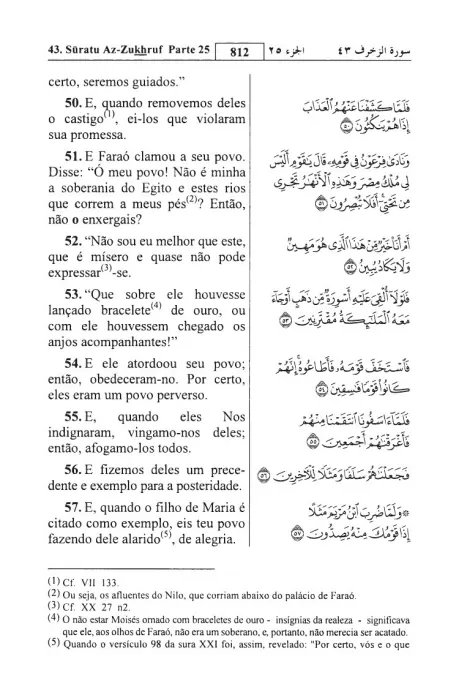 43. Sūratu Az-Zukhruf Parte 25
812
الجزء ٢٥
سورة الزخرف ٤٣
certo, seremos guiados.”
50. E, quando removemos deles
o castigo(1), ei-los que violaram
sua promessa.
51. E Faraó clamou a seu povo.
Disse: “Ó meu povo! Não é minha
a soberania do Egito e estes rios
que correm a meus pés(2)? Então,
não o enxergais?
52. “Não sou eu melhor que este,
que é mísero e quase não pode
expressar(3)-se.
53. “Que sobre ele houvesse
lançado bracelete(4) de ouro, ou
com ele houvessem chegado os
anjos acompanhantes!”
54. E ele atordoou seu povo;
então, obedeceram-no. Por certo,
eles eram um povo perverso.
55. E, quando eles Nos
indignaram, vingamo-nos deles;
então, afogamo-los todos.
56. E fizemos deles um prece-
dente e exemplo para a posteridade.
57. E, quando o filho de Maria é
citado como exemplo, eis teu povo
fazendo dele alarido(5), de alegria.
فَلَمَّا كَشَفْنَا عَنْهُمُ ٱلْعَذَابَ
إِذَا هُمْ يَنكُثُونَ ۝٥٠
وَنَادَىٰ فِرْعَوْنُ فِي قَوْمِهِۦ قَالَ يَٰقَوْمِ أَلَيْسَ
لِي مُلْكُ مِصْرَ وَهَٰذِهِ ٱلْأَنْهَٰرُ تَجْرِي
مِن تَحْتِيٓ أَفَلَا تُبْصِرُونَ ۝٥١
أَمْ أَنَا۠ خَيْرٌ مِّنْ هَٰذَا ٱلَّذِي هُوَ مَهِينٌ
وَلَا يَكَادُ يُبِينُ ۝٥٢
فَلَوْلَآ أُلْقِيَ عَلَيْهِ أَسْوِرَةٌ مِّن ذَهَبٍ أَوْ جَآءَ
مَعَهُ ٱلْمَلَٰٓئِكَةُ مُقْتَرِنِينَ ۝٥٣
فَٱسْتَخَفَّ قَوْمَهُۥ فَأَطَاعُوهُ إِنَّهُمْ
كَانُوا۟ قَوْمًا فَٰسِقِينَ ۝٥٤
فَلَمَّآ ءَاسَفُونَا ٱنتَقَمْنَا مِنْهُمْ
فَأَغْرَقْنَٰهُمْ أَجْمَعِينَ ۝٥٥
فَجَعَلْنَٰهُمْ سَلَفًا وَمَثَلًا لِّلْءَاخِرِينَ ۝٥٦
۞ وَلَمَّا ضُرِبَ ٱبْنُ مَرْيَمَ مَثَلًا
إِذَا قَوْمُكَ مِنْهُ يَصِدُّونَ ۝٥٧
(1) Cf. VII 133.
(2) Ou seja, os afluentes do Nilo, que corriam abaixo do palácio de Faraó.
(3) Cf. XX 27 n2.
(4) O não estar Moisés ornado com braceletes de ouro - insígnias da realeza - significava
que ele, aos olhos de Faraó, não era um soberano, e, portanto, não merecia ser acatado.
(5) Quando o versículo 98 da sura XXI foi, assim, revelado: "Por certo, vós e o que